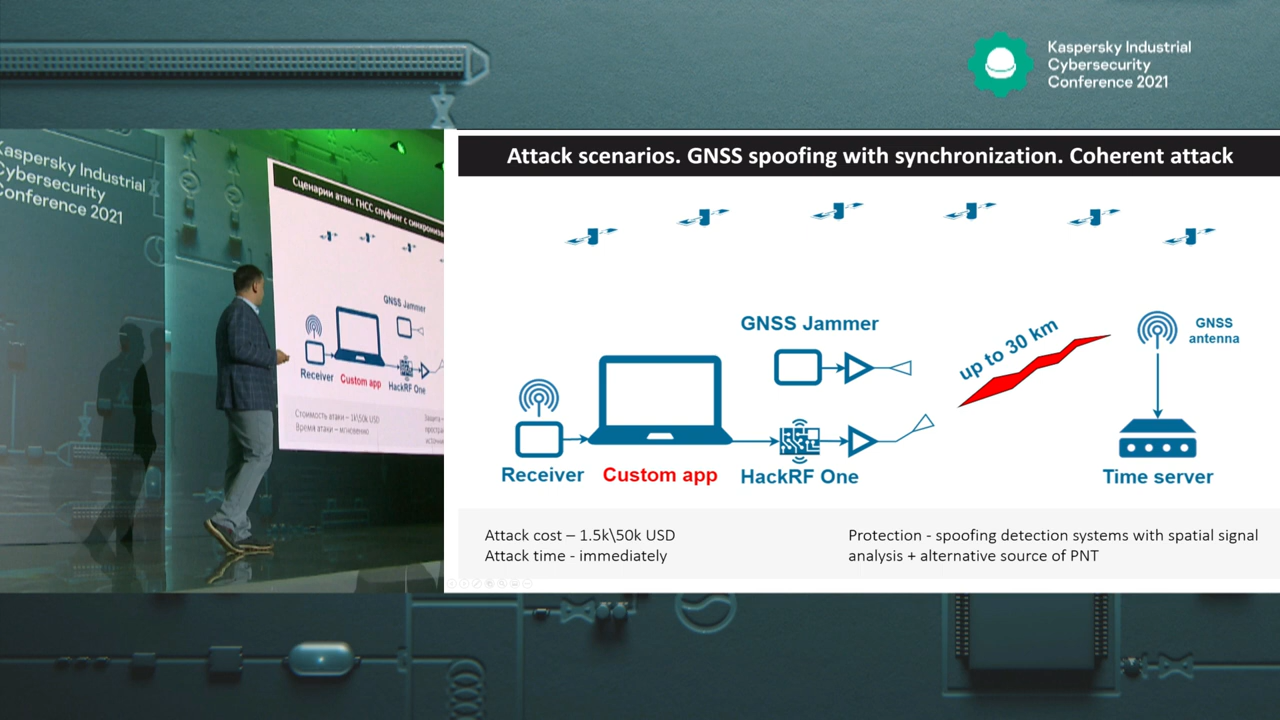 Kaspersky Industrial
Cybersecurity
Conference 2021
Kaspersky Industrial
Cybersecurity
Conference 2021
Сценарии атак. ГНСС спуфинг с
GNSS Jammer
Receiver
Custom app
HackRF One
Стоимость атаки – 1k\50k USD
Время атаки – мгновенно
Attack scenarios. GNSS spoofing with synchronization. Coherent attack
GNSS Jammer
up to 30 km
GNSS
antenna
Receiver
Custom app
HackRF One
Time server
Attack cost – 1.5k\50k USD
Attack time - immediately
Protection - spoofing detection systems with spatial signal
analysis + alternative source of PNT